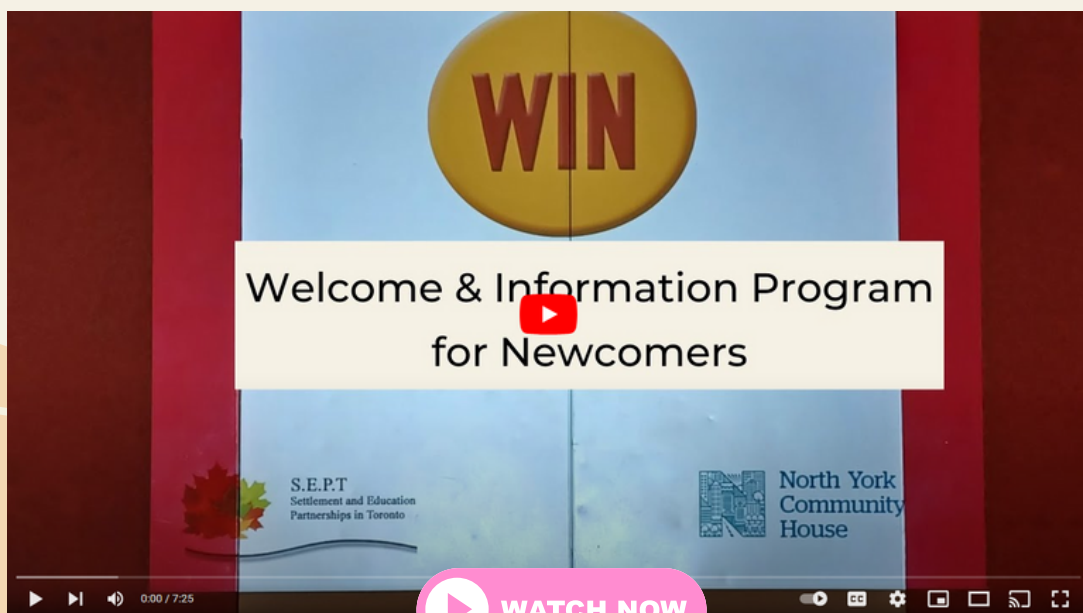 WIN
Welcome & Information Program
for Newcomers
S.E.P.T
Settlement and Education
Partnerships in Toronto
North York
Community
House
0:00 / 7:25
CC
WATCH NOW